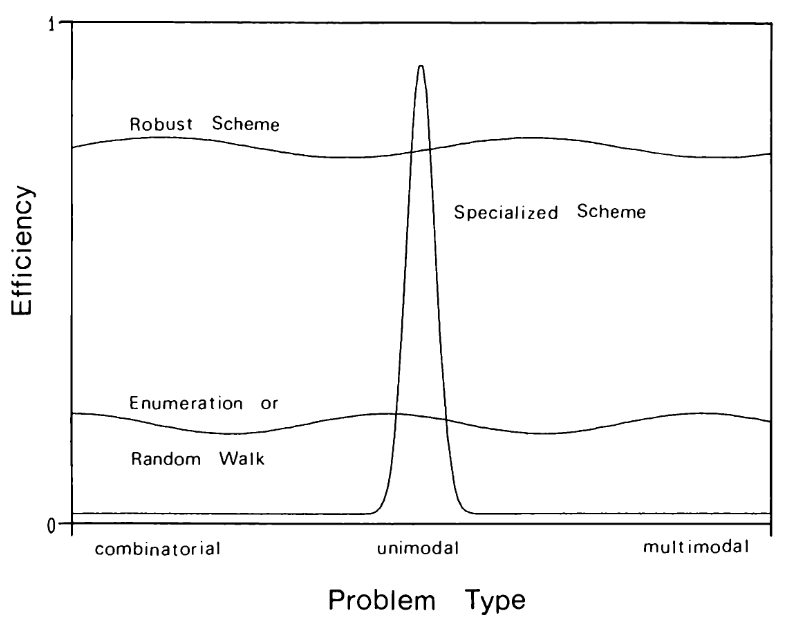 1
Robust Scheme
Specialized Scheme
Efficiency
Enumeration or
Random Walk
0
combinatorial unimodal multimodal
Problem Type